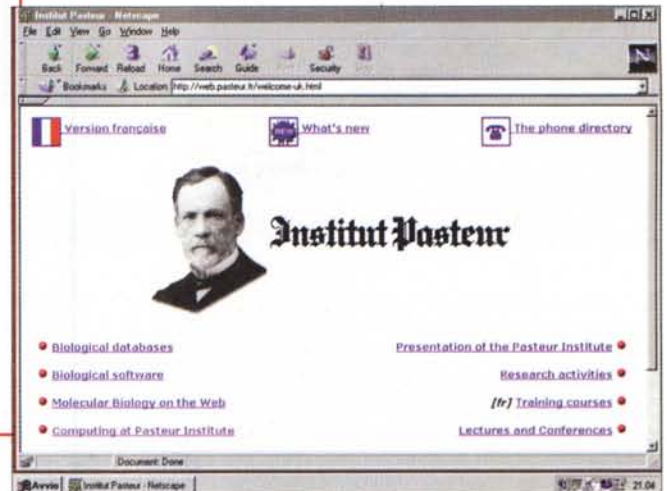 Institut Pasteur - Netscape
File Edit View Go Window Help
Back Forward Reload Home Search Guide Security
Bookmarks Location http://web.pasteur.fr/welcome-uk.html
Version française What's new The phone directory
NEW
Institut Pasteur
Biological databases Presentation of the Pasteur Institute
Biological software Research activities
Molecular Biology on the Web [fr] Training courses
Computing at Pasteur Institute Lectures and Conferences
Document: Done
Avvio Institut Pasteur - Netscape 21.04